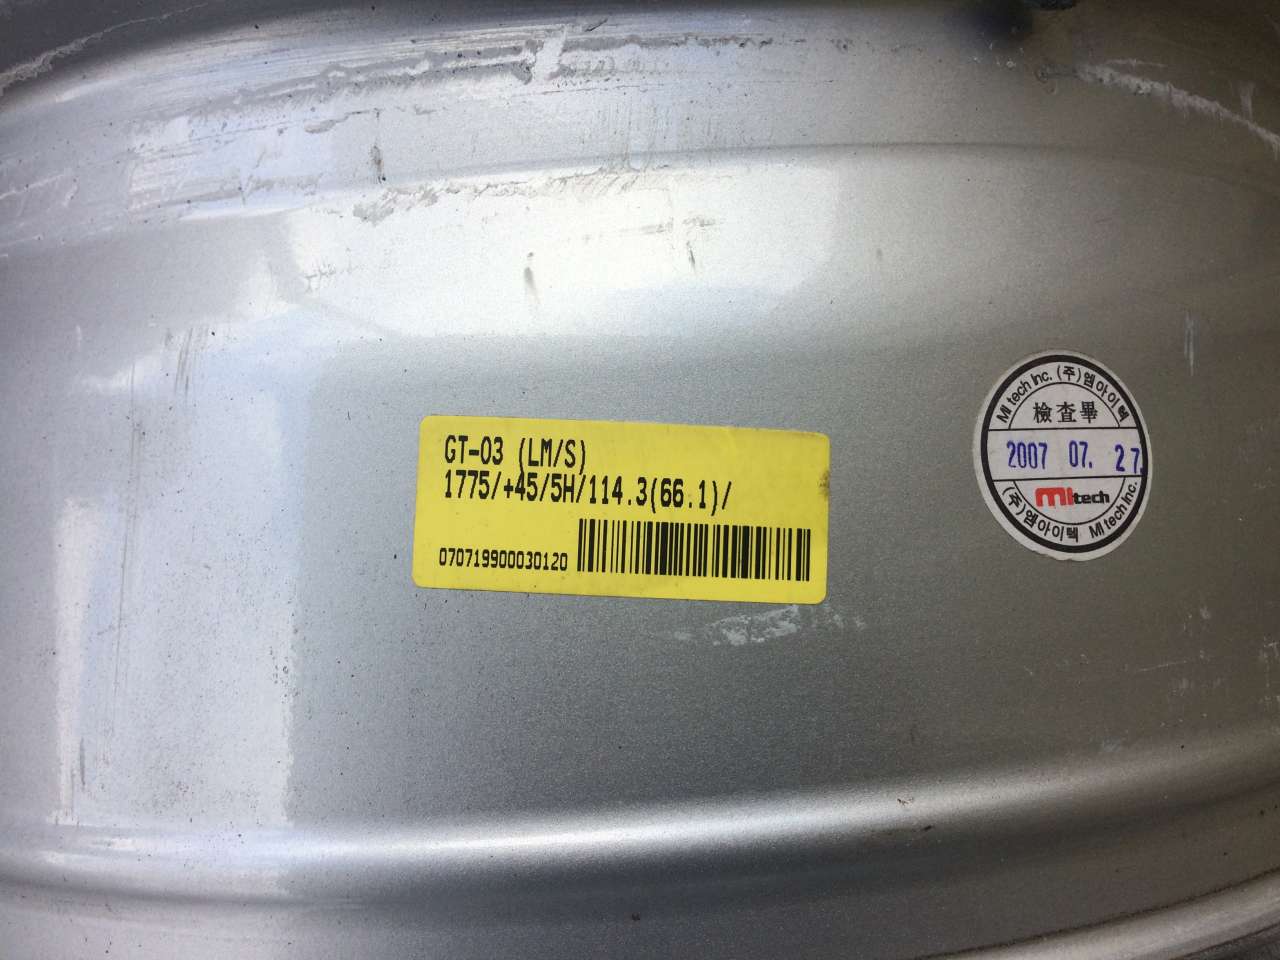 GT-03 (LM/S)
1775/+45/5H/114.3(66.1)/
070719900030120
MI tech Inc. (주)엠아이텍
檢査畢
2007 07. 27.
MItech
(주)엠아이텍 MI tech Inc.